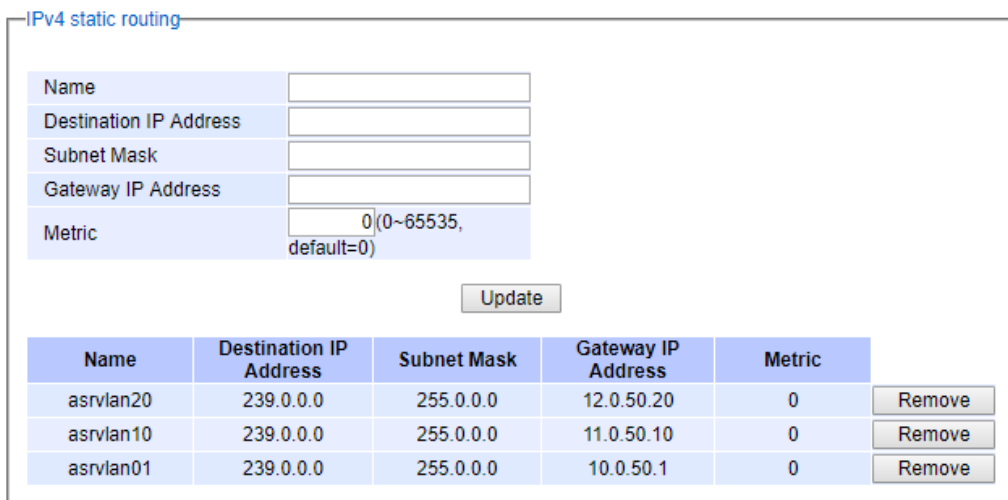 IPv4 static routing
Name
Destination IP Address
Subnet Mask
Gateway IP Address
Metric 0(0~65535,
default=0)
Update
Name Destination IP Address Subnet Mask Gateway IP Address Metric
asrvlan20 239.0.0.0 255.0.0.0 12.0.50.20 0 Remove
asrvlan10 239.0.0.0 255.0.0.0 11.0.50.10 0 Remove
asrvlan01 239.0.0.0 255.0.0.0 10.0.50.1 0 Remove